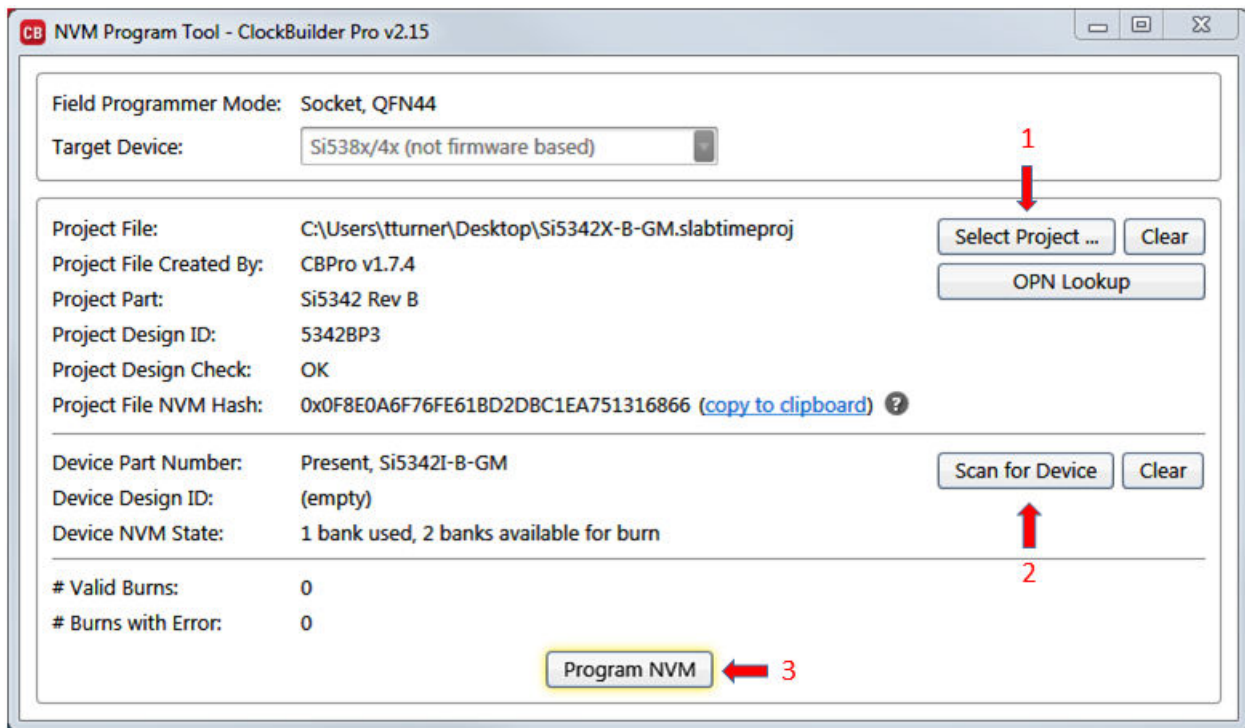 CB NVM Program Tool - ClockBuilder Pro v2.15
Field Programmer Mode: Socket, QFN44
Target Device: Si538x/4x (not firmware based)
1
Project File: C:\Users\tturner\Desktop\Si5342X-B-GM.slabtimeproj Select Project ... Clear
Project File Created By: CBPro v1.7.4
OPN Lookup
Project Part: Si5342 Rev B
Project Design ID: 5342BP3
Project Design Check: OK
Project File NVM Hash: 0x0F8E0A6F76FE61BD2DBC1EA751316866 (copy to clipboard) ?
Device Part Number: Present, Si5342I-B-GM Scan for Device Clear
Device Design ID: (empty)
Device NVM State: 1 bank used, 2 banks available for burn
2
# Valid Burns: 0
# Burns with Error: 0
Program NVM 3